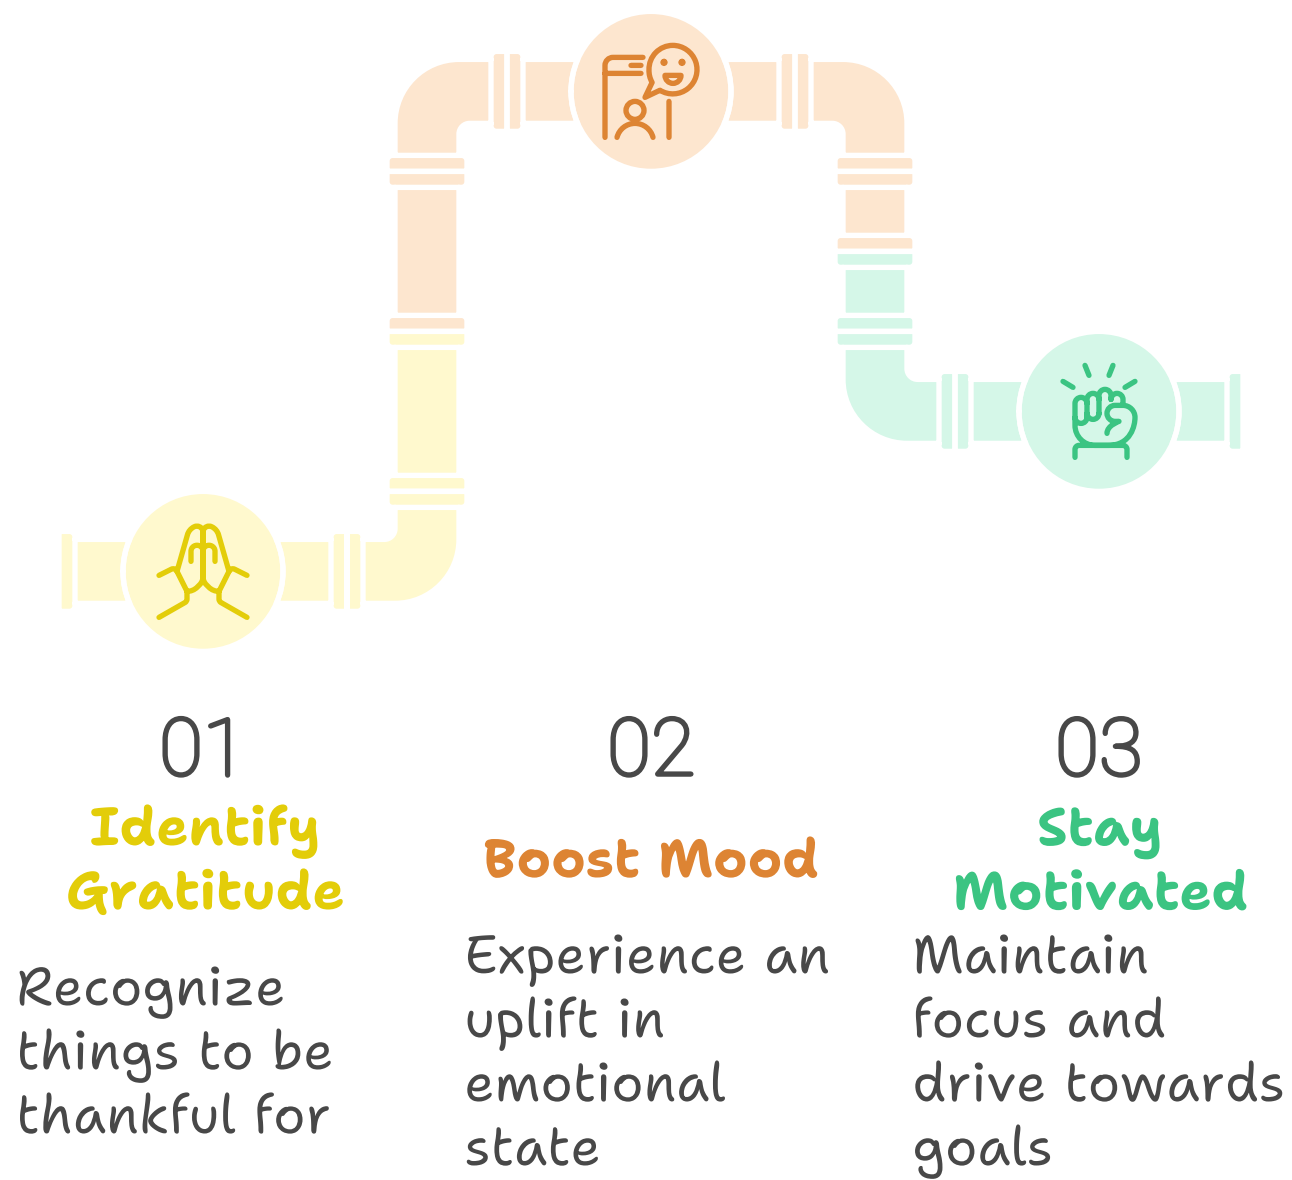 01
Identify
Gratitude
Recognize
things to be
thankful for
02
Boost Mood
Experience an
uplift in
emotional
state
03
Stay
Motivated
Maintain
focus and
drive towards
goals